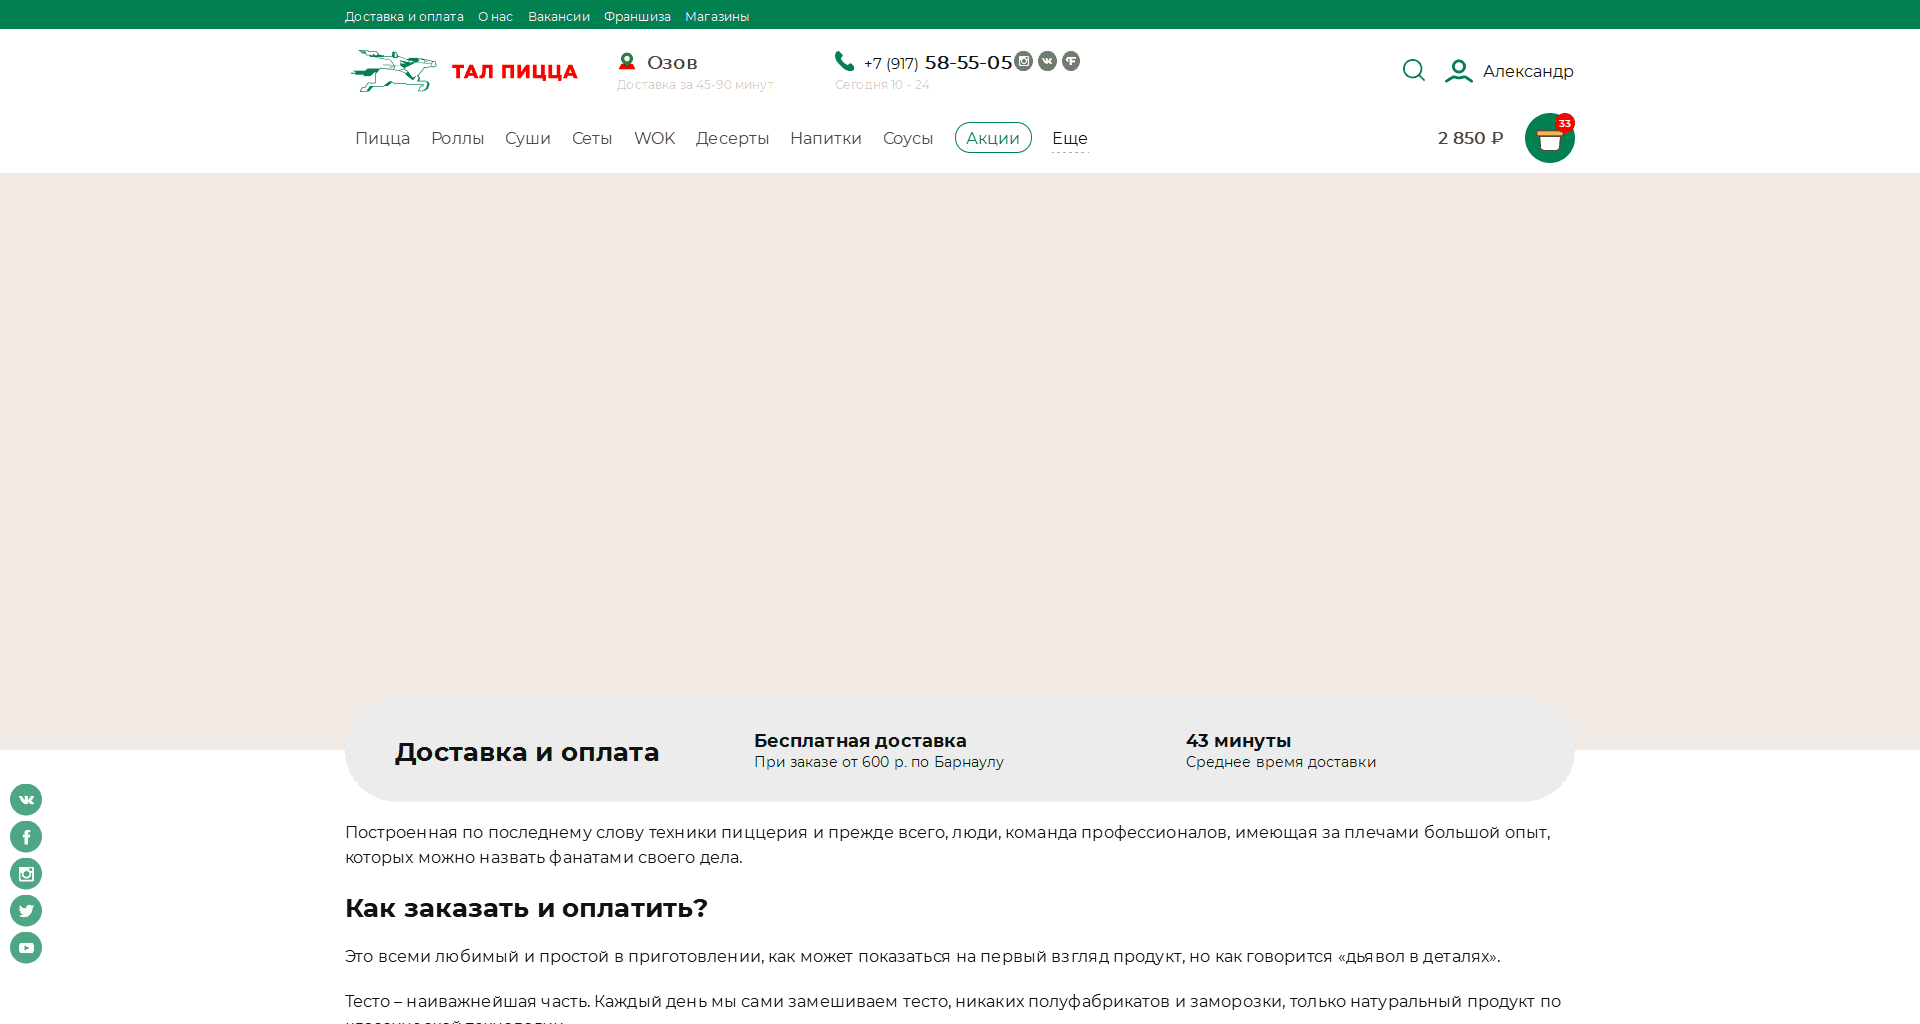 Доставка и оплата О нас Вакансии Франшиза Магазины
ТАЛ ПИЦЦА
Озов
Доставка за 45-90 минут
+7 (917) 58-55-05
Сегодня 10 - 24
Александр
Пицца Роллы Суши Сеты WOK Десерты Напитки Соусы Акции Еще
2 850 ₽
33
Доставка и оплата
Бесплатная доставка
При заказе от 600 р. по Барнаулу
43 минуты
Среднее время доставки
Построенная по последнему слову техники пиццерия и прежде всего, люди, команда профессионалов, имеющая за плечами большой опыт,
которых можно назвать фанатами своего дела.
Как заказать и оплатить?
Это всеми любимый и простой в приготовлении, как может показаться на первый взгляд продукт, но как говорится «дьявол в деталях».
Тесто – наиважнейшая часть. Каждый день мы сами замешиваем тесто, никаких полуфабрикатов и заморозки, только натуральный продукт по